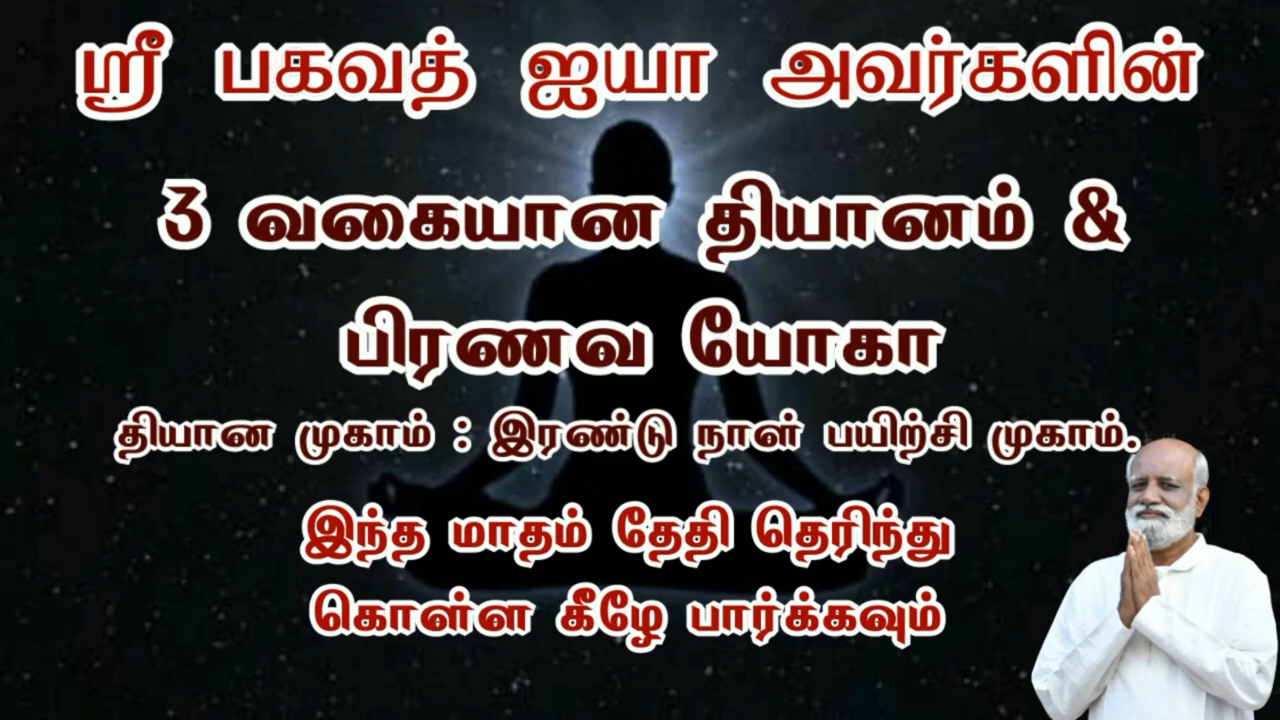 ஸ்ரீ பகவத் ஐயா அவர்களின்
3 வகையான தியானம் &
பிரணவ யோகா
தியான முகாம் : இரண்டு நாள் பயிற்சி முகாம்.
இந்த மாதம் தேதி தெரிந்து
கொள்ள கீழே பார்க்கவும்